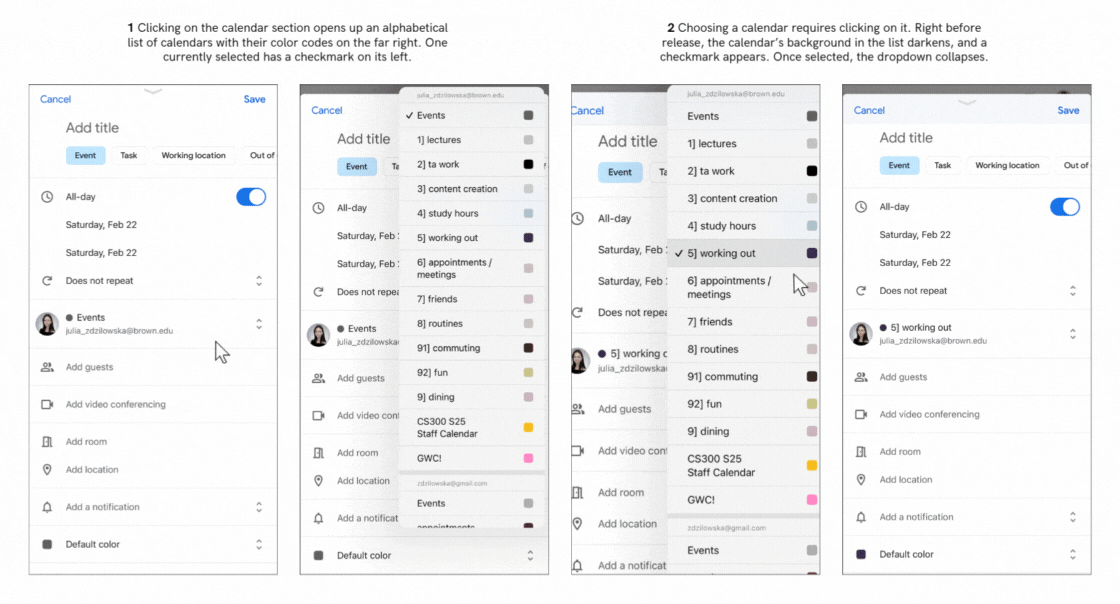 1 Clicking on the calendar section opens up an alphabetical
list of calendars with their color codes on the far right. One
currently selected has a checkmark on its left.
2 Choosing a calendar requires clicking on it. Right before
release, the calendar's background in the list darkens, and a
checkmark appears. Once selected, the dropdown collapses.
Cancel
Save
Add title
Event
Task
Working location
Out of
All-day
Saturday, Feb 22
Saturday, Feb 22
Does not repeat
Events
julia_zdzilowska@brown.edu
Add guests
Add video conferencing
Add room
Add location
Add a notification
Default color
Cancel
Add title
Event
Ta
All-day
Saturday, Feb 2
Saturday, Feb 2
Does not repea
Events
julia_zdzilowska
Add guests
Add video conf
Add room
Add location
Add a notificat
Default color
julia_zdzilowska@brown.edu
Events
1] lectures
2] ta work
3] content creation
4] study hours
5] working out
6] appointments /
meetings
7] friends
8] routines
91] commuting
92] fun
9] dining
CS300 S25
Staff Calendar
GWC!
zdzilowska@gmail.com
Events
appointments
Cancel
Add title
Event
Ta
All-day
Saturday, Feb 2
Saturday, Feb 2
Does not repea
5] working o
julia_zdzilowska
Add guests
Add video conf
Add room
Add location
Add a notificat
julia_zdzilowska@brown.edu
Events
1] lectures
2] ta work
3] content creation
4] study hours
5] working out
6] appointments /
meetings
7] friends
8] routines
91] commuting
92] fun
9] dining
CS300 S25
Staff Calendar
GWC!
zdzilowska@gmail.com
Events
Cancel
Save
Add title
Event
Task
Working location
Out of
All-day
Saturday, Feb 22
Saturday, Feb 22
Does not repeat
5] working out
julia_zdzilowska@brown.edu
Add guests
Add video conferencing
Add room
Add location
Add a notification
Default color